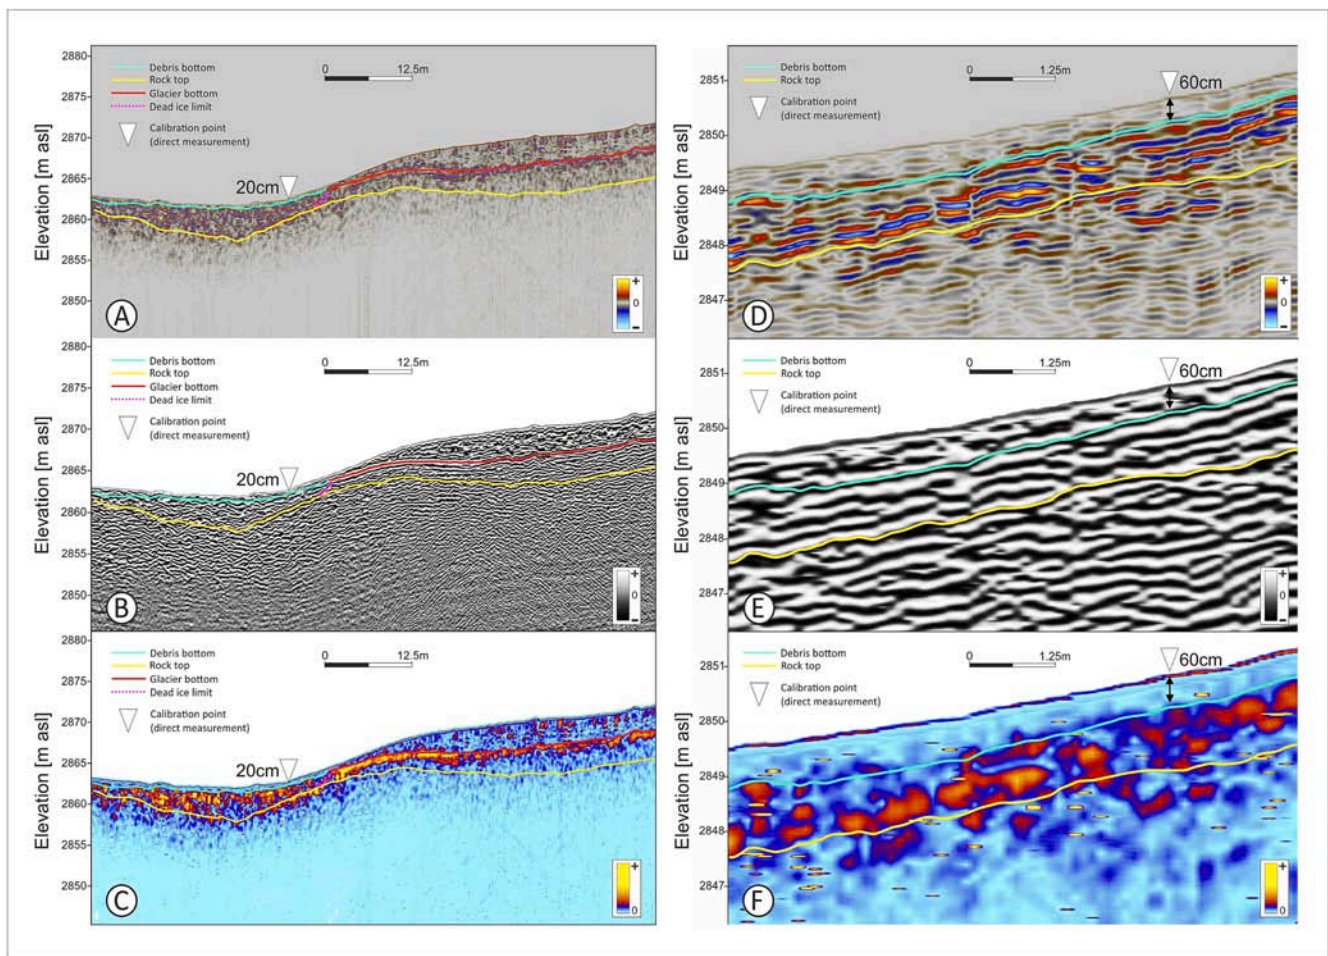 2880
2875
2870
2865
2860
2855
2850
Elevation [m asl]
Debris bottom
Rock top
Glacier bottom
Dead ice limit
Calibration point
(direct measurement)
0 12.5m
20cm
+
0
-
A
2851
2850
2849
2848
2847
Elevation [m asl]
Debris bottom
Rock top
Calibration point
(direct measurement)
0 1.25m
60cm
+
0
-
D
2880
2875
2870
2865
2860
2855
2850
Elevation [m asl]
Debris bottom
Rock top
Glacier bottom
Dead ice limit
Calibration point
(direct measurement)
0 12.5m
20cm
+
0
-
B
2851
2850
2849
2848
2847
Elevation [m asl]
Debris bottom
Rock top
Calibration point
(direct measurement)
0 1.25m
60cm
+
0
-
E
2880
2875
2870
2865
2860
2855
2850
Elevation [m asl]
Debris bottom
Rock top
Glacier bottom
Dead ice limit
Calibration point
(direct measurement)
0 12.5m
20cm
+
0
C
2851
2850
2849
2848
2847
Elevation [m asl]
Debris bottom
Rock top
Calibration point
(direct measurement)
0 1.25m
60cm
+
0
F